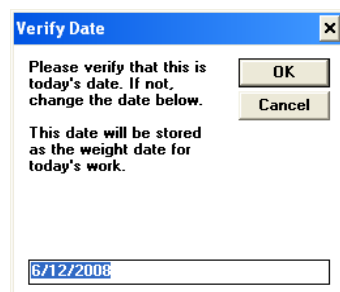 Verify Date
Please verify that this is
today's date. If not,
change the date below.
This date will be stored
as the weight date for
today's work.
OK
Cancel
6/12/2008